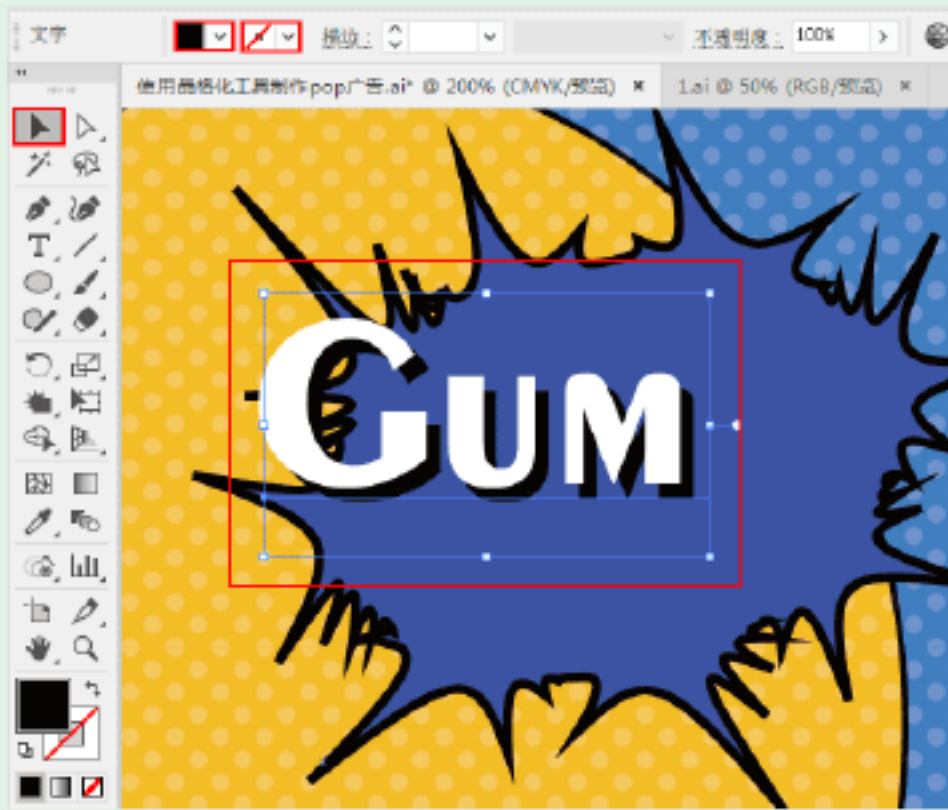 文字 描边： 不透明度： 100%
使用晶格化工具制作pop广告.ai* @ 200% (CMYK/预览) × 1.ai @ 50% (RGB/预览) ×
GUM